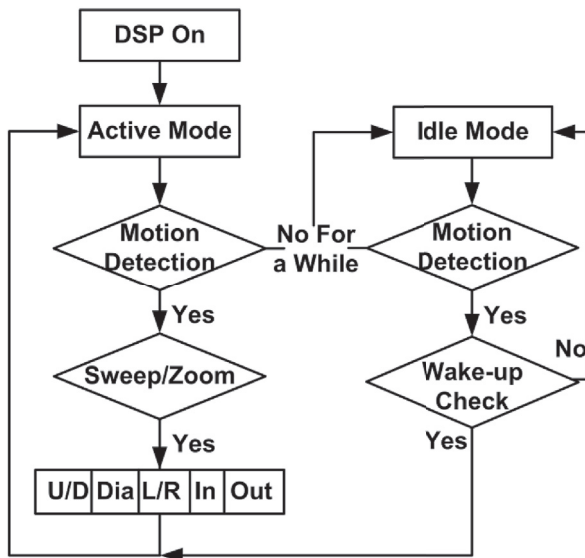 DSP On
Active Mode
Idle Mode
Motion
Detection
No For
a While
Motion
Detection
Yes
Yes
Sweep/Zoom
Wake-up
Check
No
Yes
Yes
U/D Dia L/R In Out